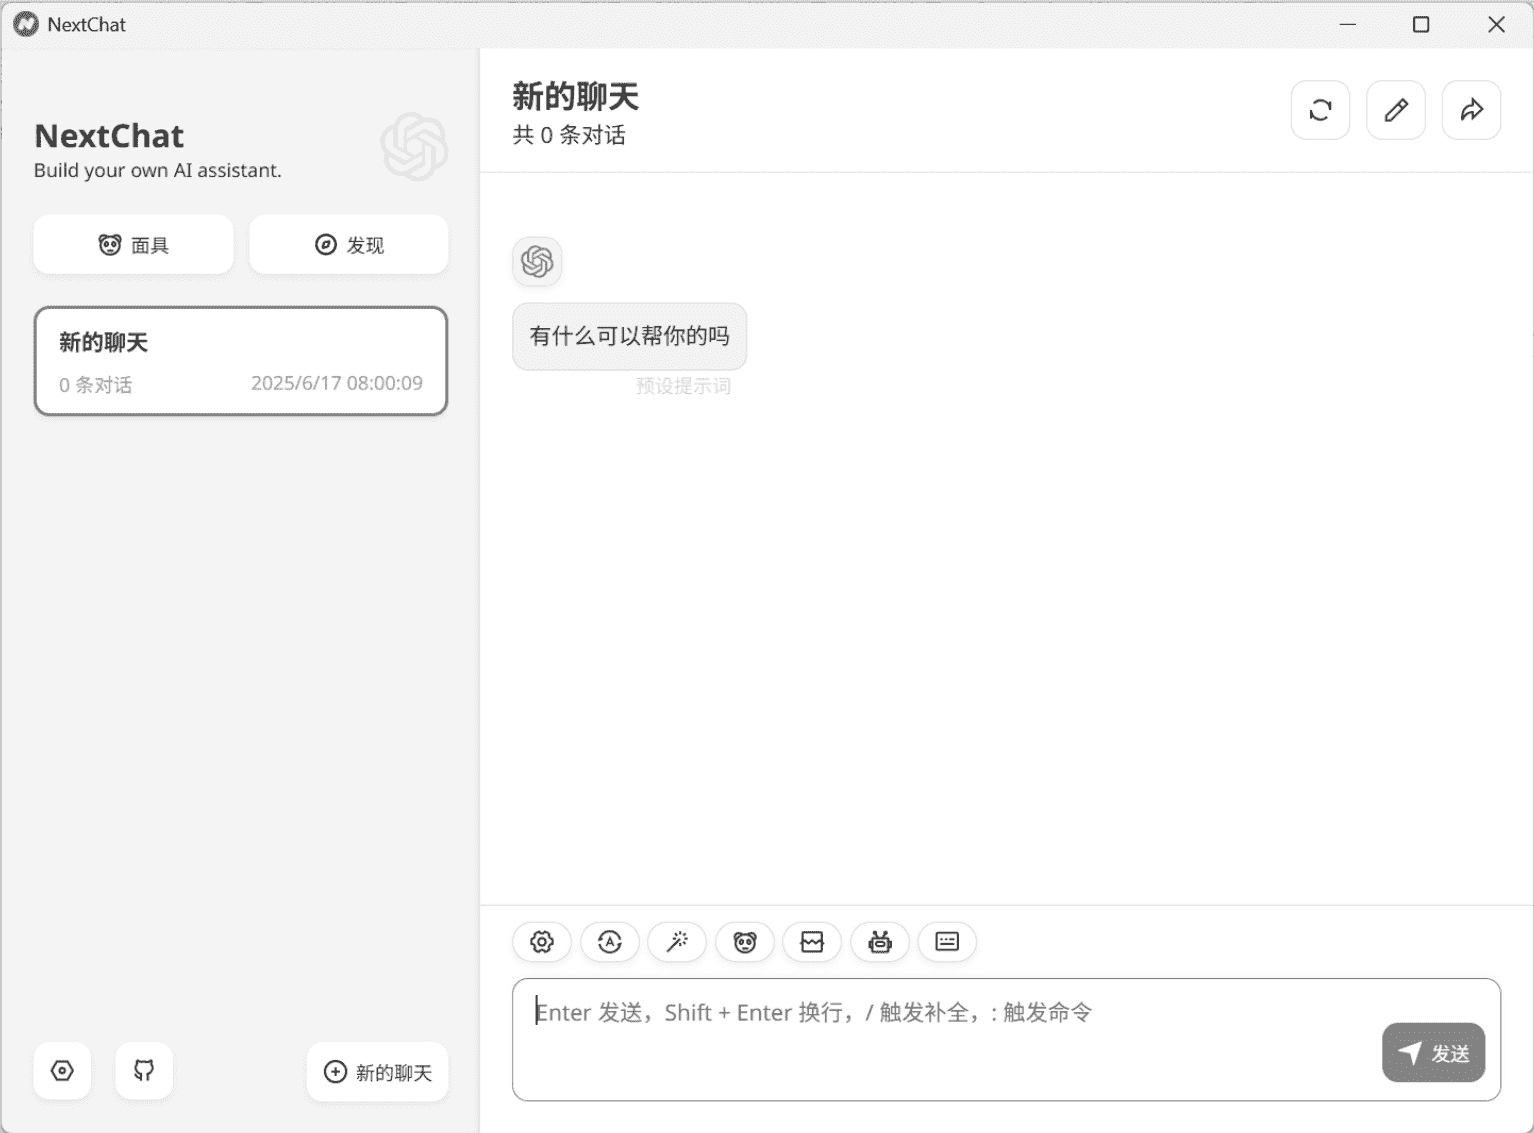 NextChat
NextChat
Build your own AI assistant.
面具
发现
新的聊天
0 条对话
2025/6/17 08:00:09
新的聊天
新的聊天
共 0 条对话
有什么可以帮你的吗
预设提示词
Enter 发送，Shift + Enter 换行，/ 触发补全，: 触发命令
发送